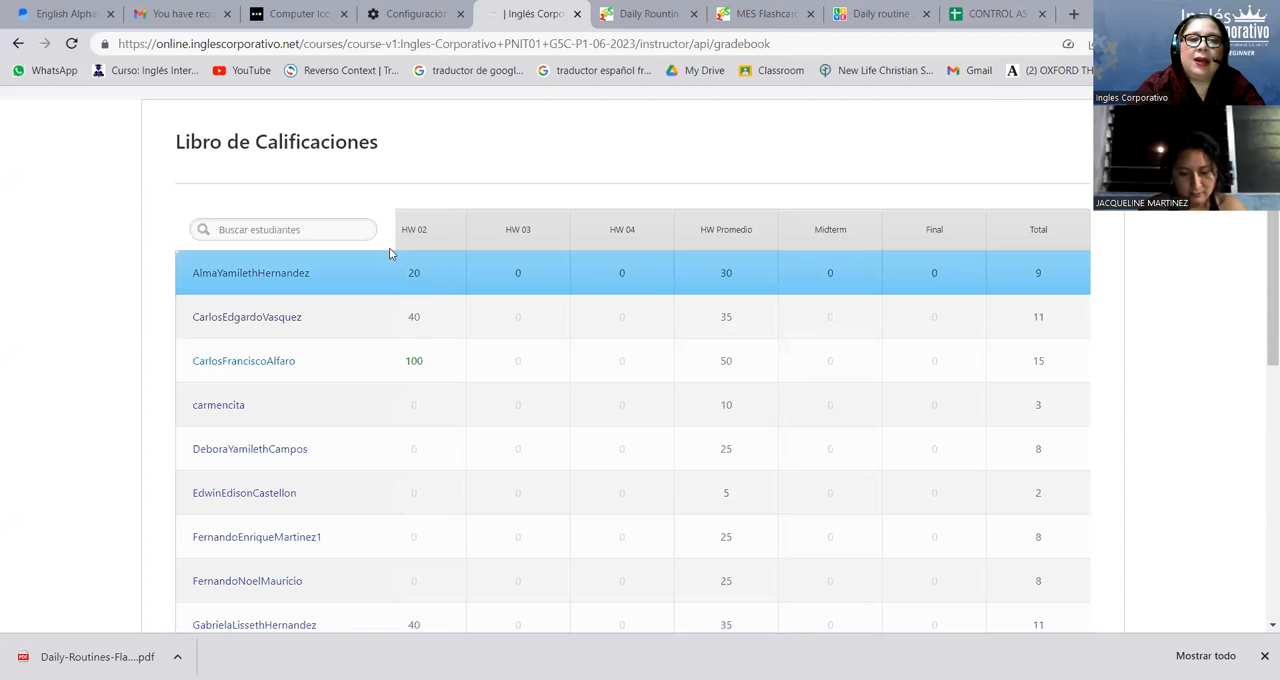 English Alphab
You have requ
Computer Ico
Configuración
| Inglés Corpo
Daily Rountin
MES Flashcar
Daily routine
CONTROL AS
https://online.inglescorporativo.net/courses/course-v1:Ingles-Corporativo+UNIT01+G5C-P1-06-2023/instructor/api/gradebook
WhatsApp
Curso: Inglés Inter...
YouTube
Reverso Context | Tr...
traductor de googl...
traductor español fr...
My Drive
Classroom
New Life Christian S...
Gmail
(2) OXFORD TH
Ingles Corporativo
JACQUELINE MARTINEZ
Libro de Calificaciones
Buscar estudiantes HW 02 HW 03 HW 04 HW Promedio Midterm Final Total
AlmaYamilethHernandez 20 0 0 30 0 0 9
CarlosEdgardoVasquez 40 0 0 35 0 0 11
CarlosFranciscoAlfaro 100 0 0 50 0 0 15
carmencita 0 0 0 10 0 0 3
DeboraYamilethCampos 0 0 0 25 0 0 8
EdwinEdisonCastellon 0 0 0 5 0 0 2
FernandoEnriqueMartinez1 0 0 0 25 0 0 8
FernandoNoelMauricio 0 0 0 25 0 0 8
GabrielaLissethHernandez 40 0 0 35 0 0 11
Daily-Routines-Fla....pdf
Mostrar todo